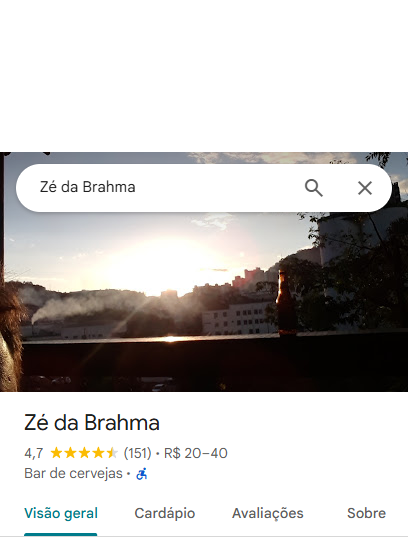 Zé da Brahma
Zé da Brahma
4,7 (151) • R$ 20–40
Bar de cervejas •
Visão geral Cardápio Avaliações Sobre